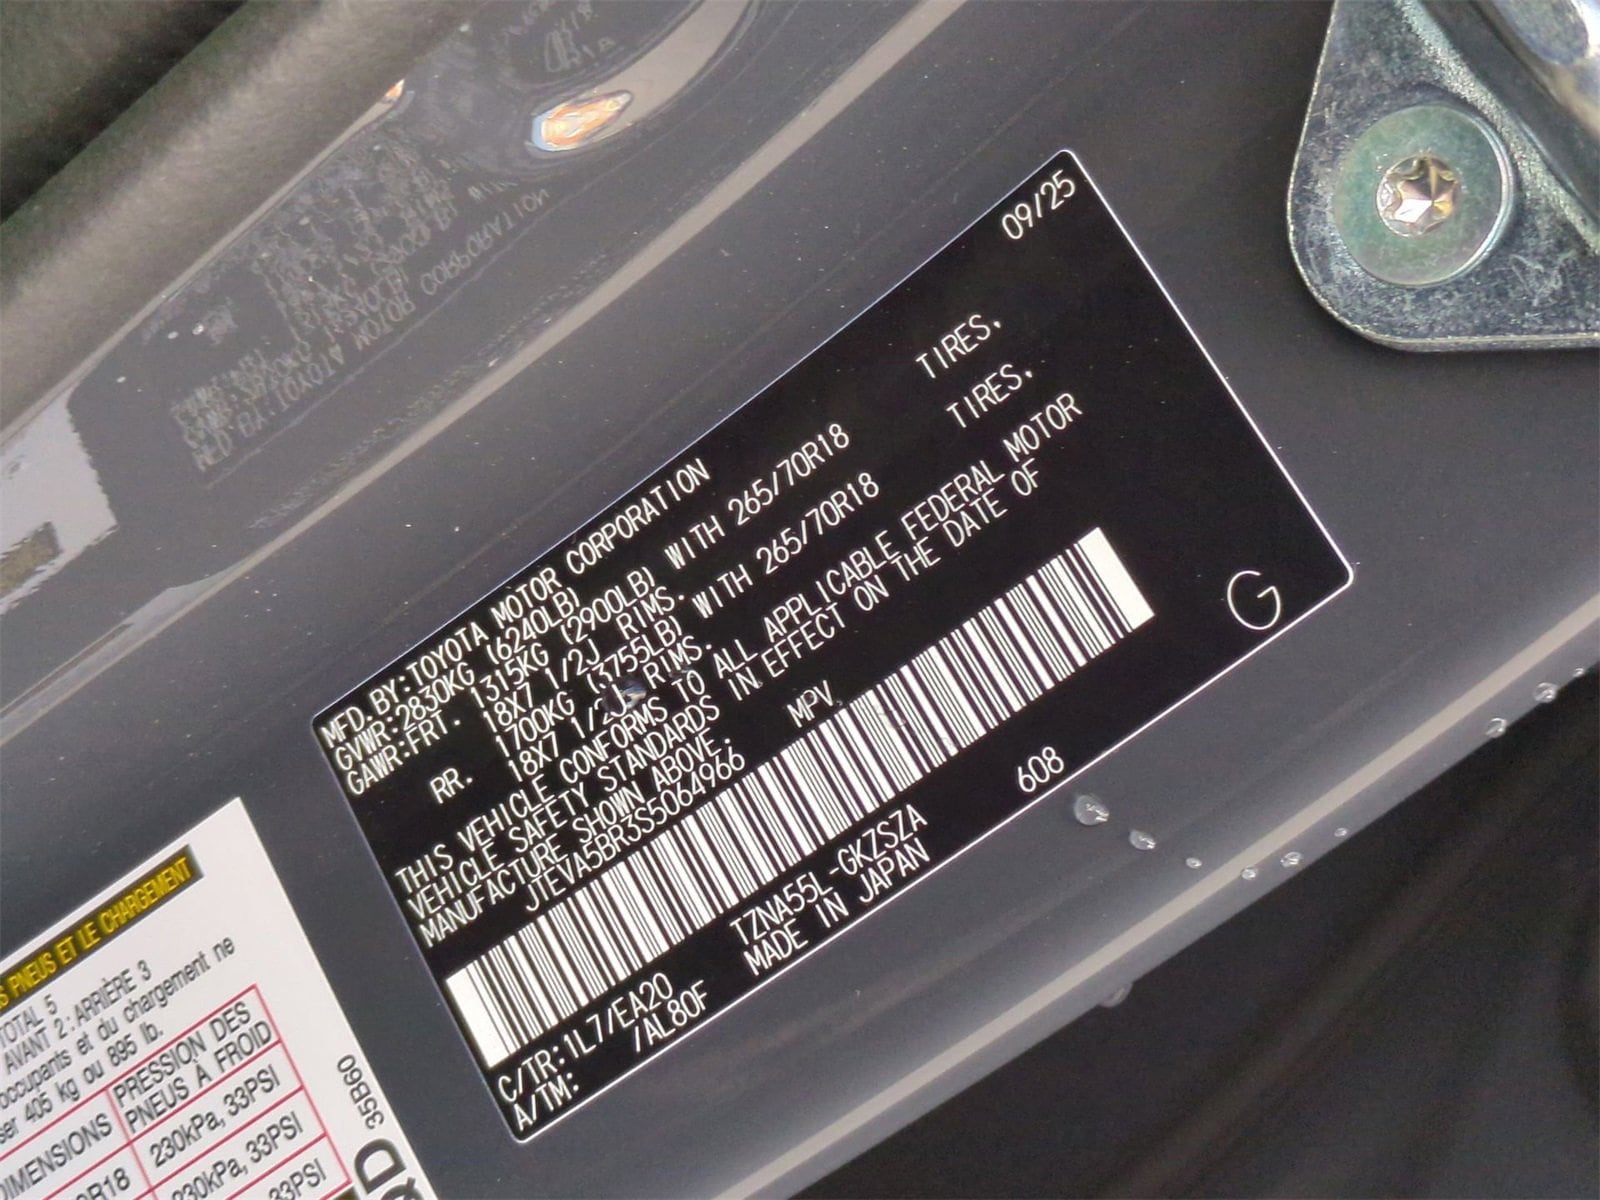 09/25
MFD.BY:TOYOTA MOTOR CORPORATION
GVWR:2830KG (6240LB)
GAWR:FRT. 1315KG (2900LB) WITH 265/70R18 TIRES,
18X7 1/2J RIMS.
RR. 1700KG (3755LB) WITH 265/70R18 TIRES,
18X7 1/2J RIMS.
THIS VEHICLE CONFORMS TO ALL APPLICABLE FEDERAL MOTOR
VEHICLE SAFETY STANDARDS IN EFFECT ON THE DATE OF
MANUFACTURE SHOWN ABOVE.
JTEVA5BR3S5064966 MPV
C/TR:1L7/EA20 TZNA55L-GKZSZA 608
A/TM: /AL80F MADE IN JAPAN
G
PNEUS ET LE CHARGEMENT
TOTAL 5
AVANT 2:ARRIÈRE 3
occupants et du chargement ne
405 kg ou 895 lb.
DIMENSIONS
PRESSION DES
PNEUS À FROID
230kPa, 33PSI
230kPa, 33PSI
33PSI
35B60